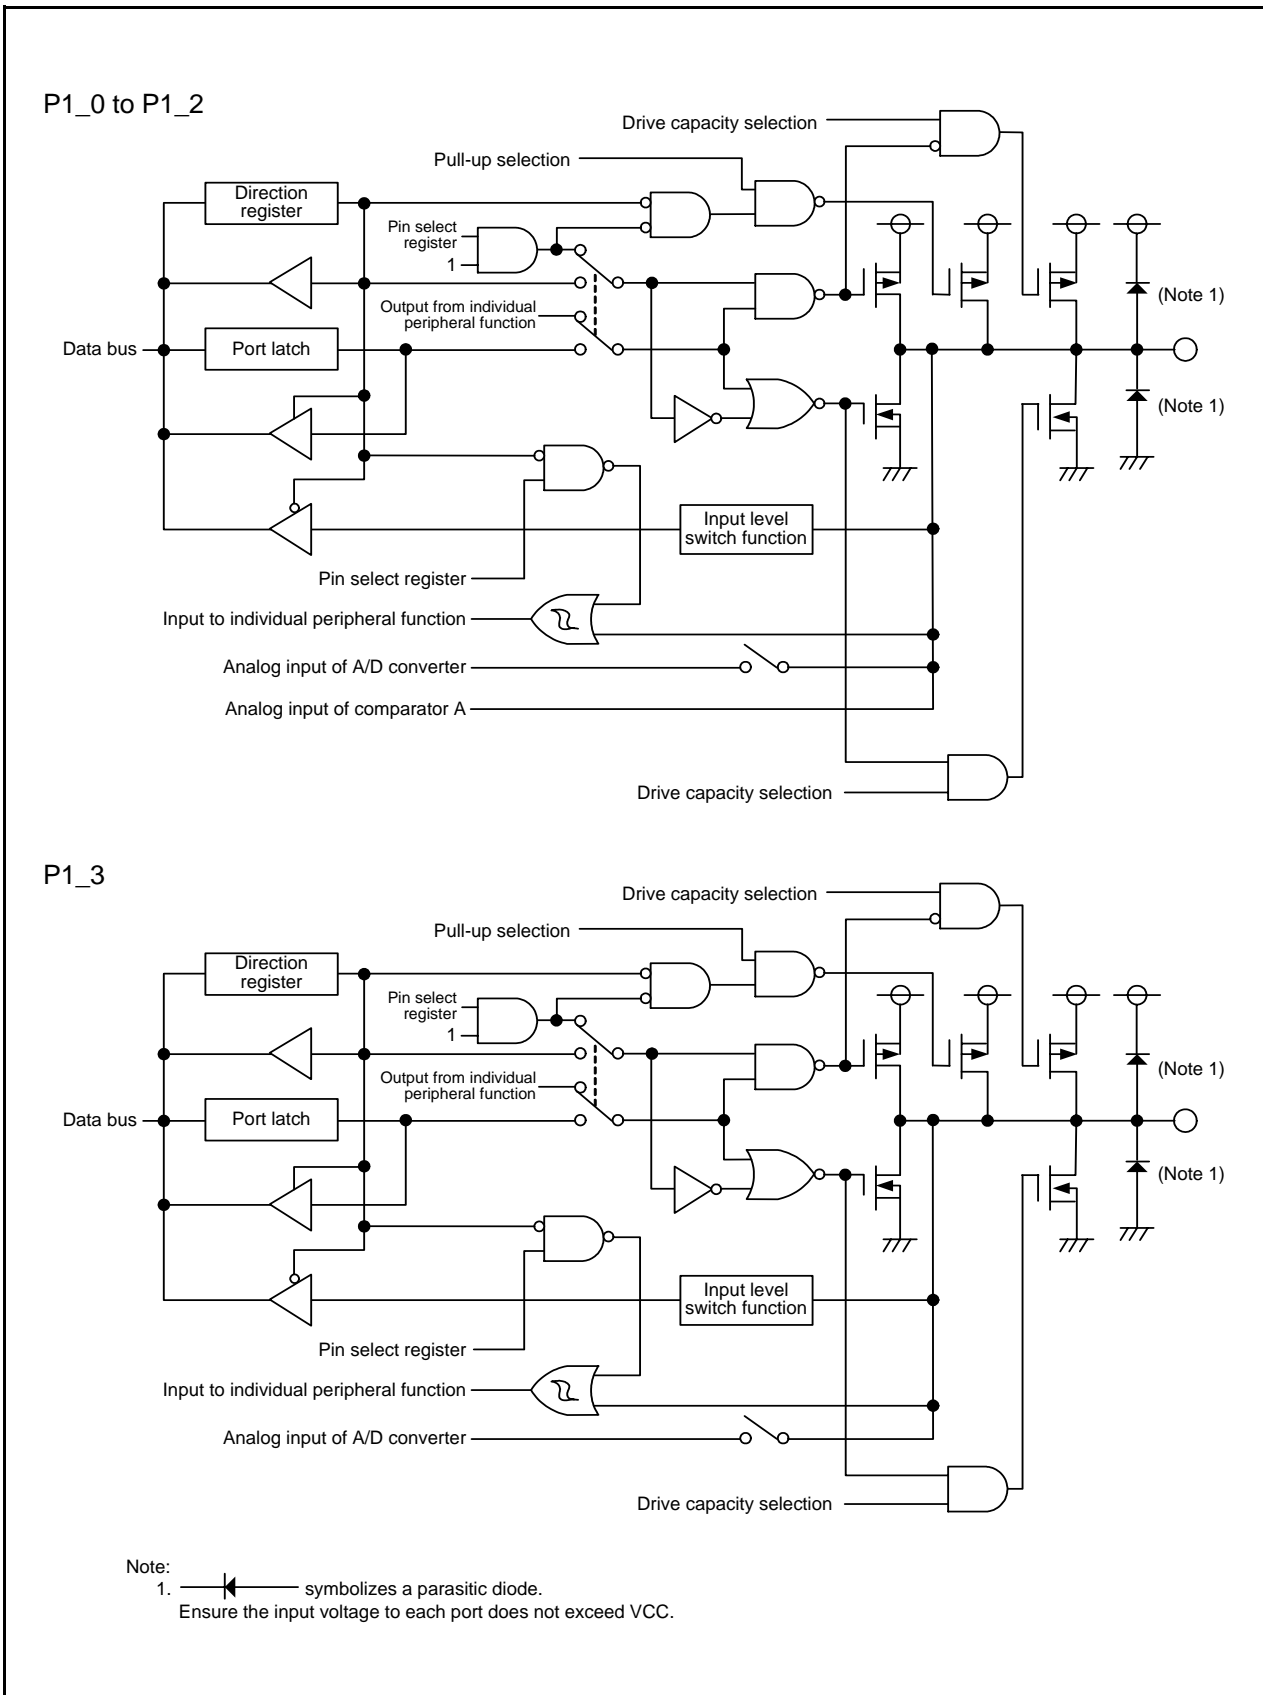 P1_0 to P1_2
Drive capacity selection
Pull-up selection
Direction
register
Pin select
register
1
Output from individual
peripheral function
(Note 1)
Data bus
Port latch
(Note 1)
Input level
switch function
Pin select register
Input to individual peripheral function
Analog input of A/D converter
Analog input of comparator A
Drive capacity selection
P1_3
Drive capacity selection
Pull-up selection
Direction
register
Pin select
register
1
Output from individual
peripheral function
(Note 1)
Data bus
Port latch
(Note 1)
Input level
switch function
Pin select register
Input to individual peripheral function
Analog input of A/D converter
Drive capacity selection
Note:
1. symbolizes a parasitic diode.
Ensure the input voltage to each port does not exceed VCC.